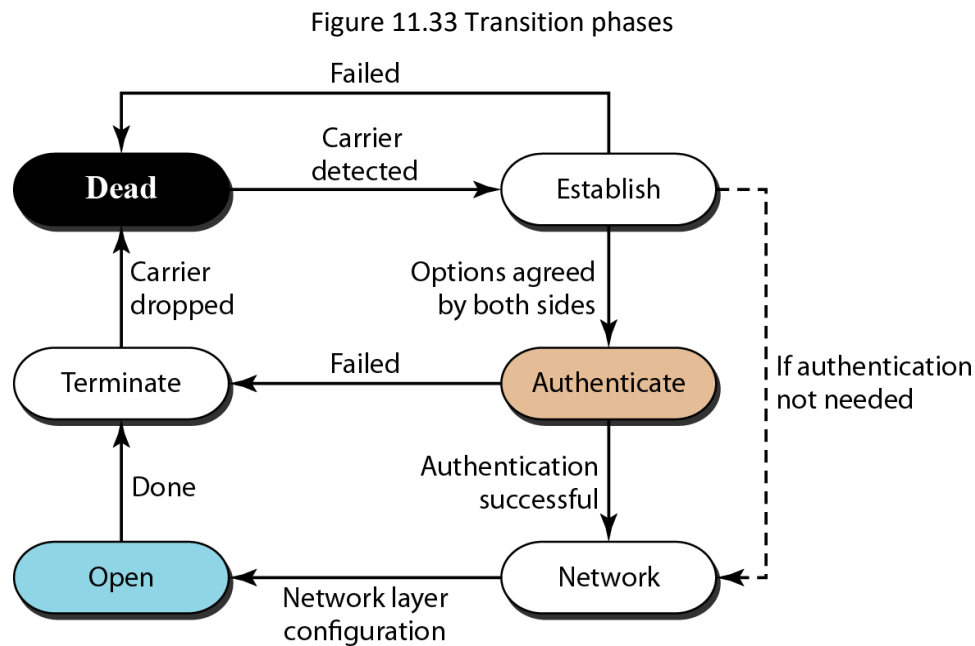 Figure 11.33 Transition phases
Failed
Carrier
detected
Dead
Establish
Carrier
dropped
Options agreed
by both sides
Terminate
Failed
Authenticate
If authentication
not needed
Done
Authentication
successful
Open
Network layer
configuration
Network